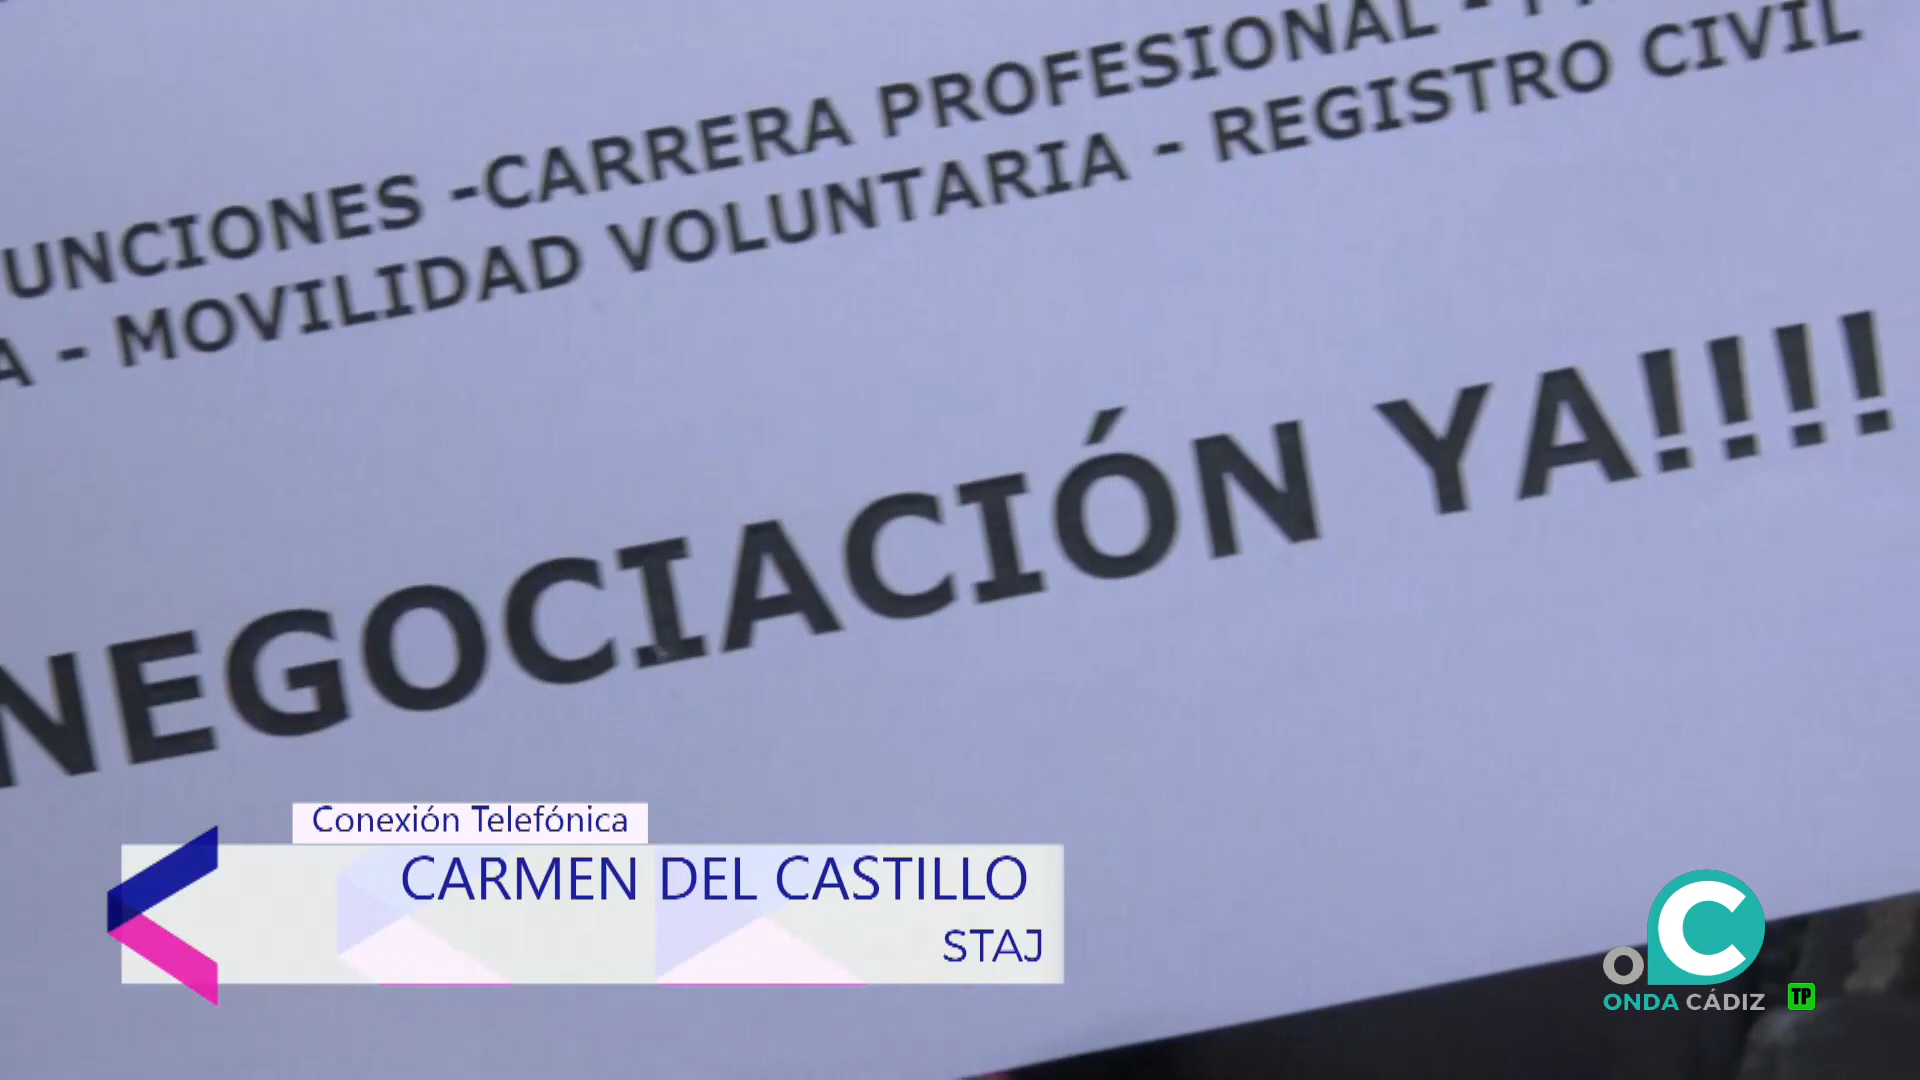 UNCIONES -CARRERA PROFESIONAL -
A - MOVILIDAD VOLUNTARIA - REGISTRO CIVIL
NEGOCIACIÓN YA!!!!
Conexión Telefónica
CARMEN DEL CASTILLO
STAJ
ONDA CÁDIZ
TP